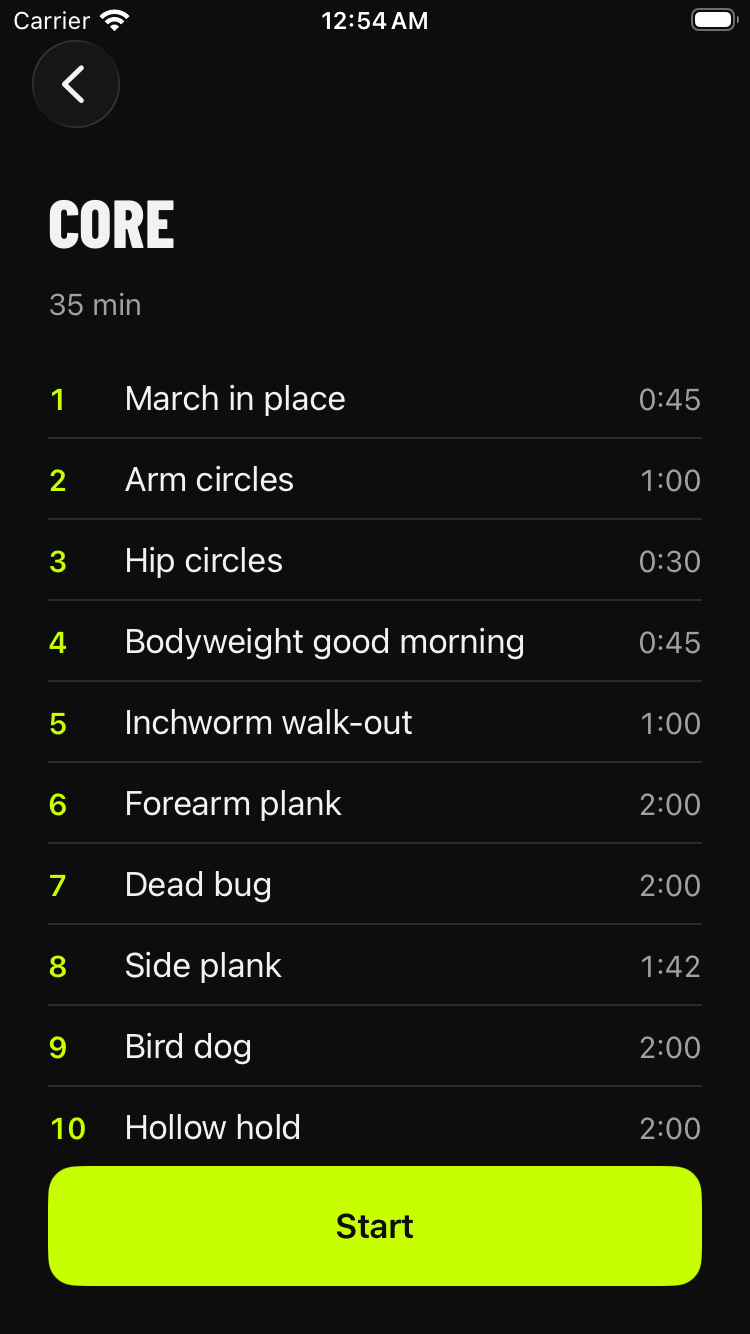 Carrier 12:54 AM
CORE
35 min
1 March in place 0:45
2 Arm circles 1:00
3 Hip circles 0:30
4 Bodyweight good morning 0:45
5 Inchworm walk-out 1:00
6 Forearm plank 2:00
7 Dead bug 2:00
8 Side plank 1:42
9 Bird dog 2:00
10 Hollow hold 2:00
Start